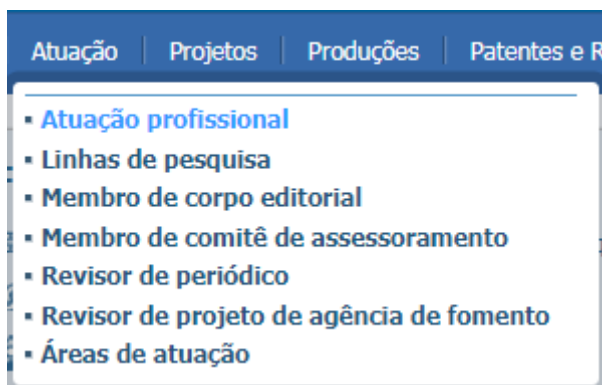 Atuação Projetos Produções Patentes e R
Atuação profissional
Linhas de pesquisa
Membro de corpo editorial
Membro de comitê de assessoramento
Revisor de periódico
Revisor de projeto de agência de fomento
Áreas de atuação